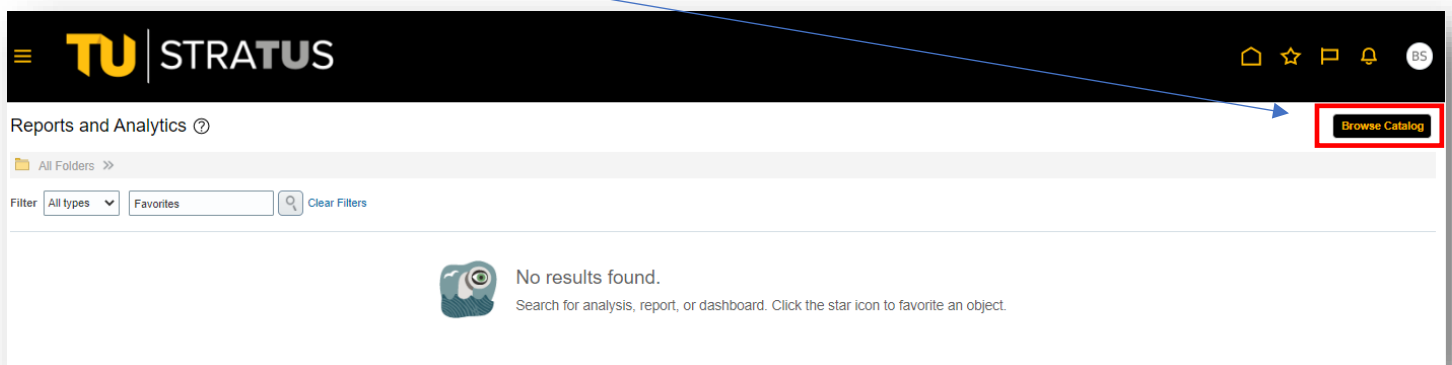 TU STRATUS
BS
Reports and Analytics ?
Browse Catalog
All Folders >>
Filter All types Favorites Clear Filters
No results found.
Search for analysis, report, or dashboard. Click the star icon to favorite an object.